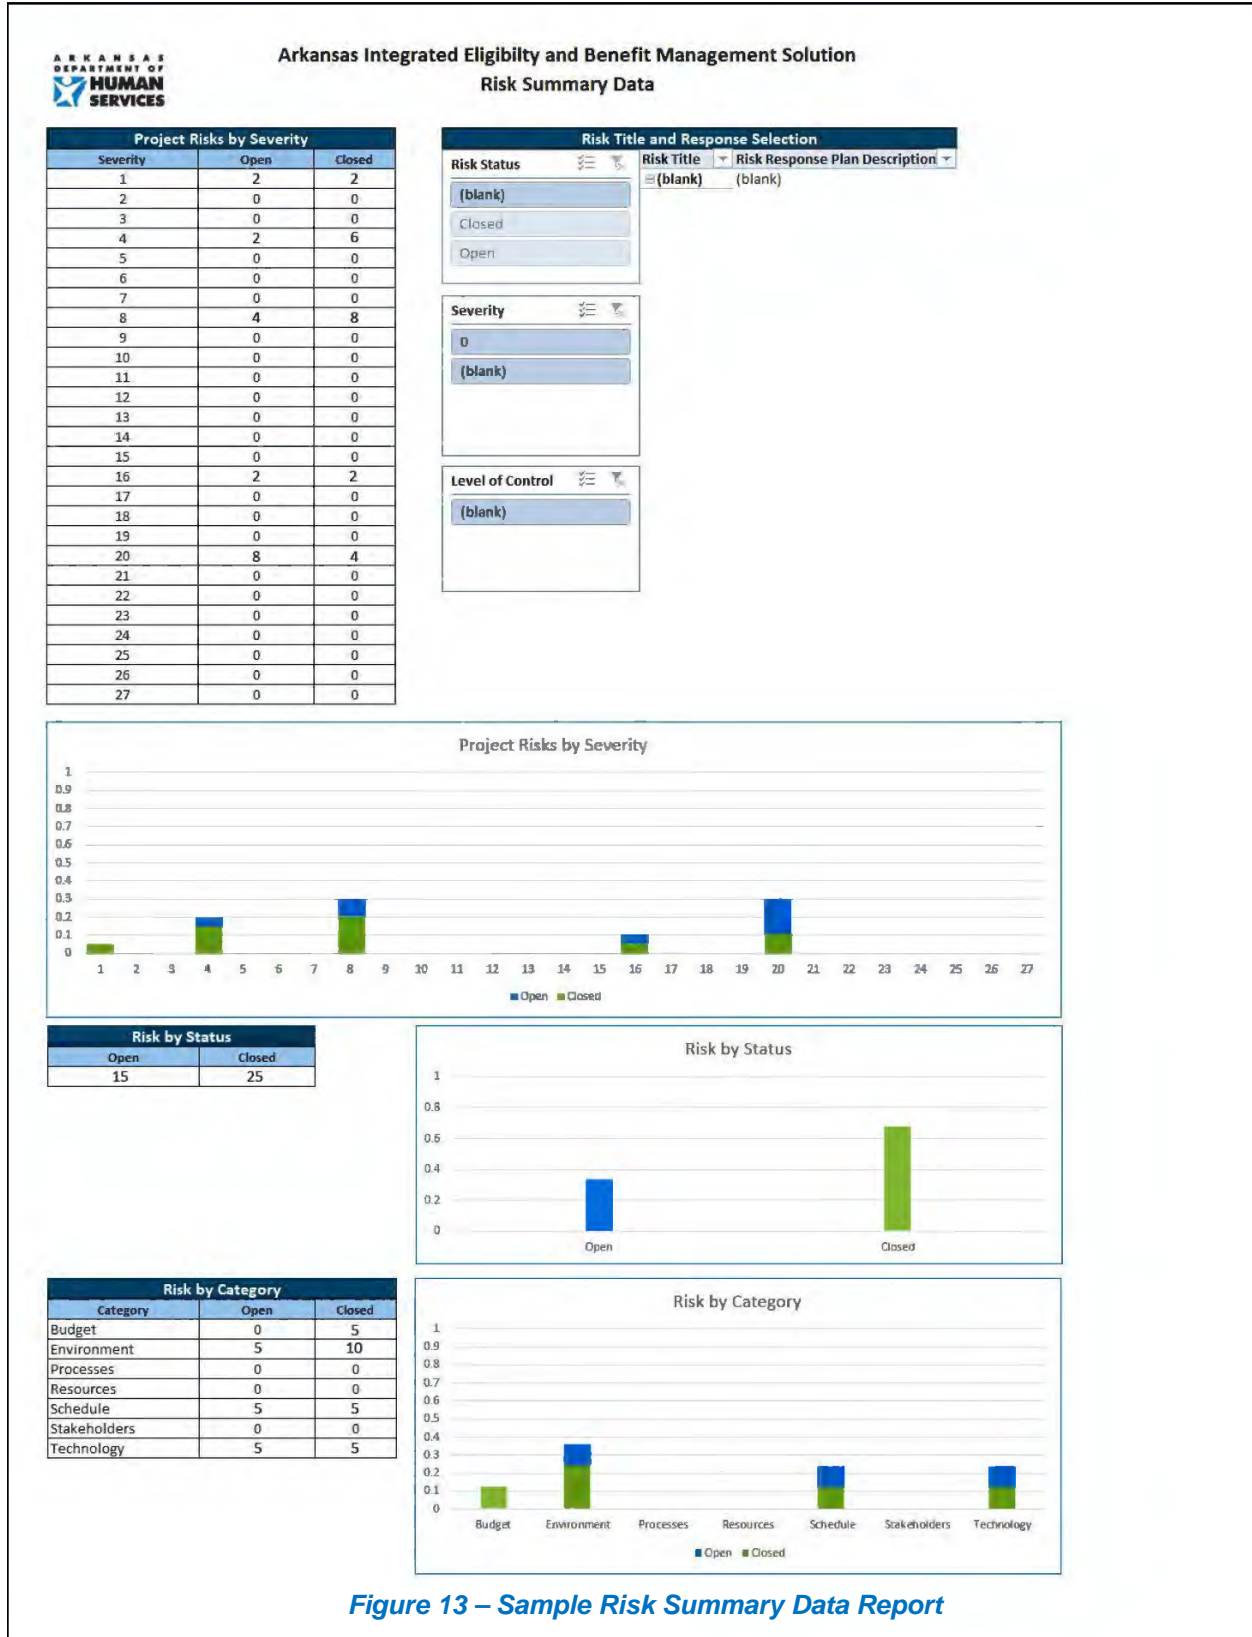 ARKANSAS
DEPARTMENT OF
HUMAN
SERVICES
Arkansas Integrated Eligibilty and Benefit Management Solution
Risk Summary Data
Project Risks by Severity
Severity Open Closed
1 2 2
2 0 0
3 0 0
4 2 6
5 0 0
6 0 0
7 0 0
8 4 8
9 0 0
10 0 0
11 0 0
12 0 0
13 0 0
14 0 0
15 0 0
16 2 2
17 0 0
18 0 0
19 0 0
20 8 4
21 0 0
22 0 0
23 0 0
24 0 0
25 0 0
26 0 0
27 0 0
Risk Title and Response Selection
Risk Status
(blank)
Closed
Open
Risk Title Risk Response Plan Description
(blank) (blank)
Severity
0
(blank)
Level of Control
(blank)
Project Risks by Severity
1
0.9
0.8
0.7
0.6
0.5
0.4
0.3
0.2
0.1
0
1 2 3 4 5 6 7 8 9 10 11 12 13 14 15 16 17 18 19 20 21 22 23 24 25 26 27
Open Closed
Risk by Status
Open Closed
15 25
Risk by Status
1
0.8
0.6
0.4
0.2
0
Open Closed
Risk by Category
Category Open Closed
Budget 0 5
Environment 5 10
Processes 0 0
Resources 0 0
Schedule 5 5
Stakeholders 0 0
Technology 5 5
Risk by Category
1
0.9
0.8
0.7
0.6
0.5
0.4
0.3
0.2
0.1
0
Budget Environment Processes Resources Schedule Stakeholders Technology
Open Closed
Figure 13 – Sample Risk Summary Data Report